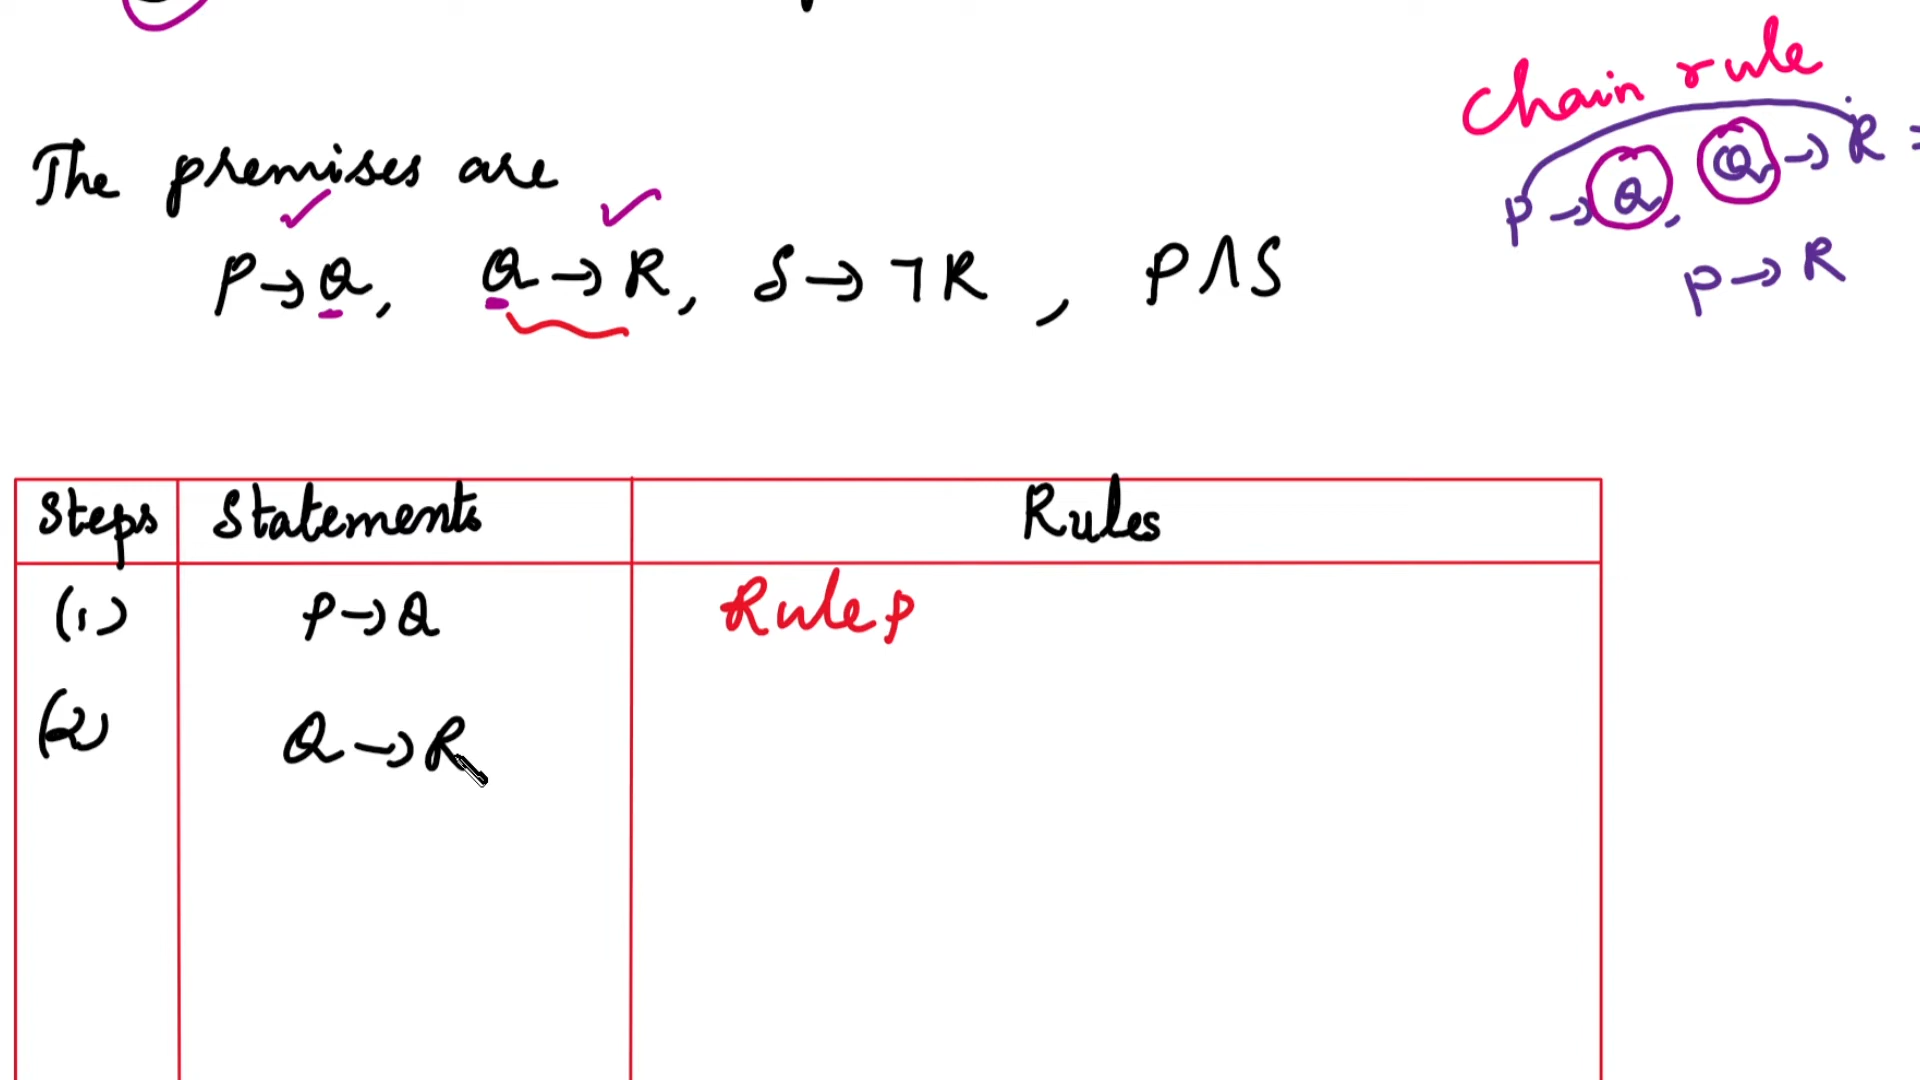 Chain rule
The premises are
P → Q, Q → R =
P → Q, Q → R, S → ¬R, P ∧ S
P → R
Steps Statements Rules
(1) P → Q Rule P
(2) Q → R